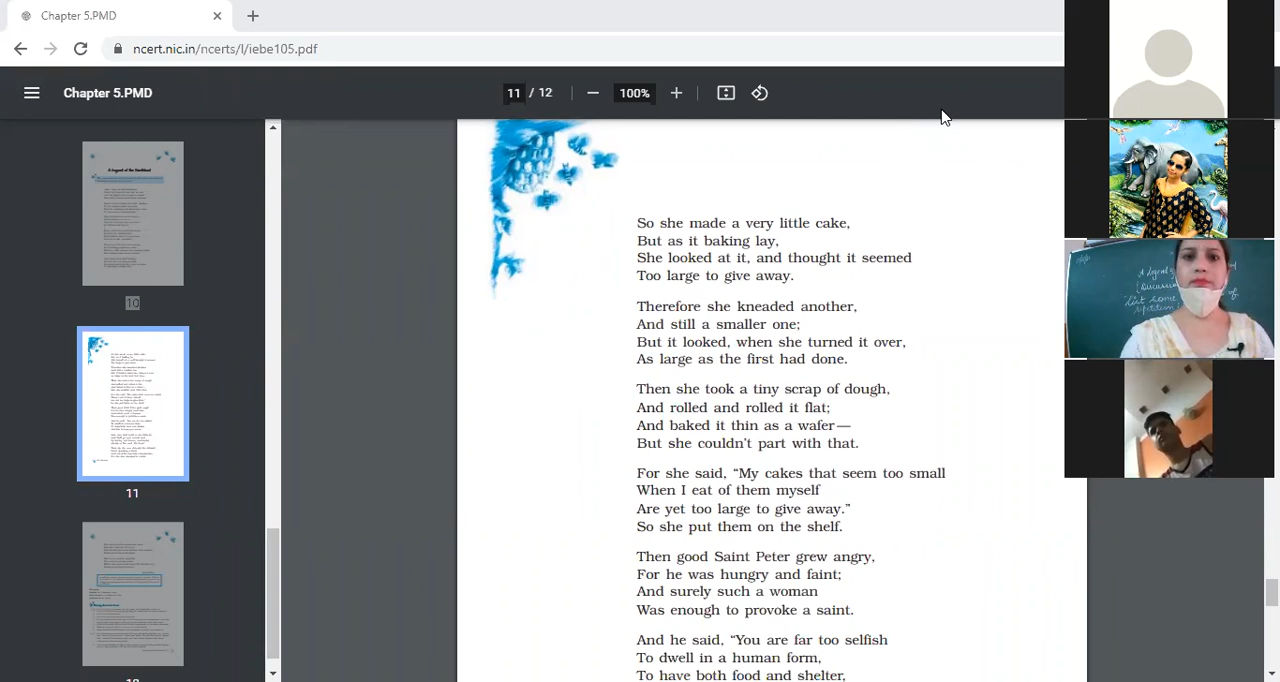 Chapter 5.PMD
ncert.nic.in/ncerts/l/iebe105.pdf
Chapter 5.PMD
11 / 12
100%
So she made a very little cake,
But as it baking lay,
She looked at it, and thought it seemed
Too large to give away.
Therefore she kneaded another,
And still a smaller one;
But it looked, when she turned it over,
As large as the first had done.
Then she took a tiny scrap of dough,
And rolled and rolled it flat;
And baked it thin as a wafer—
But she couldn't part with that.
For she said, “My cakes that seem too small
When I eat of them myself
Are yet too large to give away.”
So she put them on the shelf.
Then good Saint Peter grew angry,
For he was hungry and faint;
And surely such a woman
Was enough to provoke a saint.
And he said, “You are far too selfish
To dwell in a human form,
To have both food and shelter,
10
11
A legend
list some of